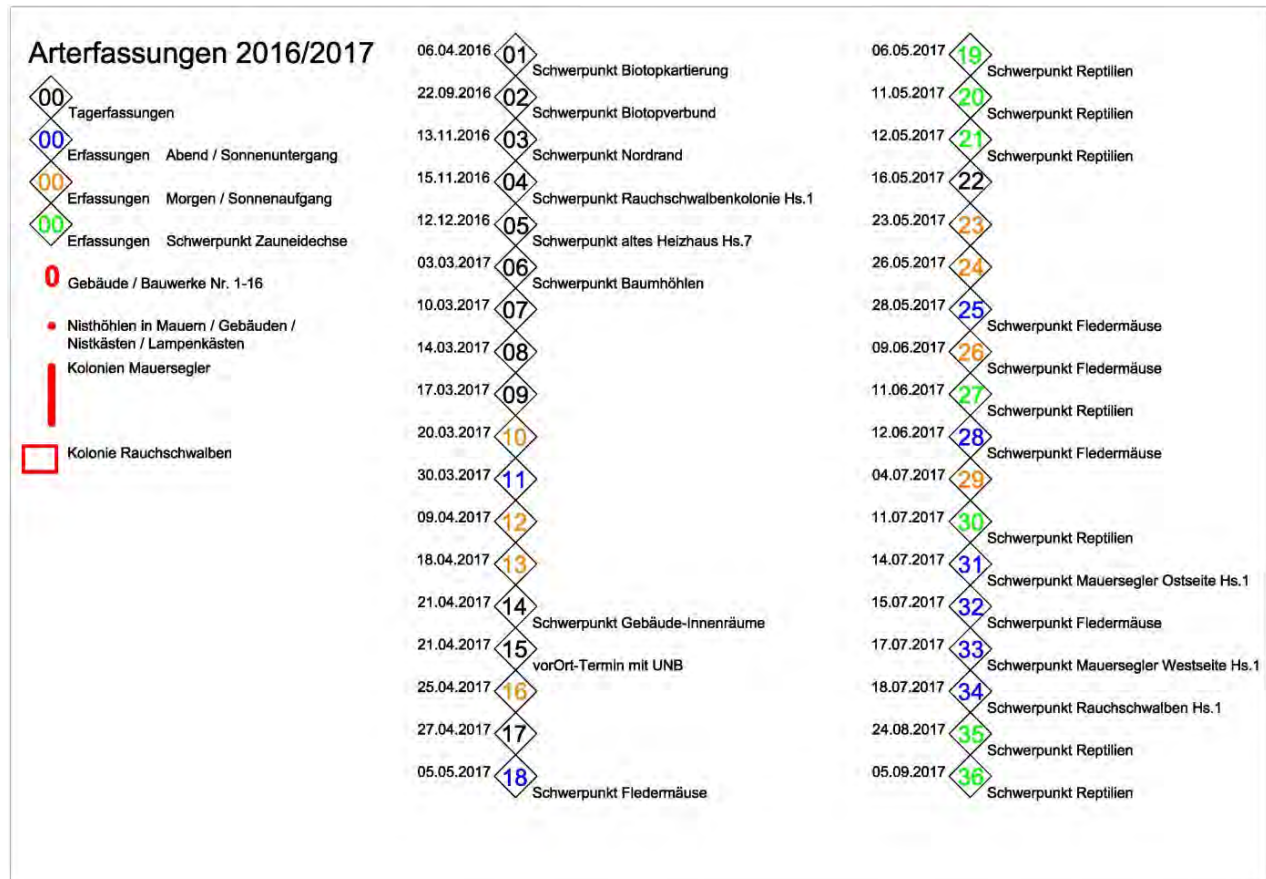 Arterfassungen 2016/2017
00
Tagerfassungen
00
Erfassungen Abend / Sonnenuntergang
00
Erfassungen Morgen / Sonnenaufgang
00
Erfassungen Schwerpunkt Zauneidechse
0 Gebäude / Bauwerke Nr. 1-16
Nisthöhlen in Mauern / Gebäuden /
Nistkästen / Lampenkästen
Kolonien Mauersegler
Kolonie Rauchschwalben
06.04.2016 01
Schwerpunkt Biotopkartierung
22.09.2016 02
Schwerpunkt Biotopverbund
13.11.2016 03
Schwerpunkt Nordrand
15.11.2016 04
Schwerpunkt Rauchschwalbenkolonie Hs.1
12.12.2016 05
Schwerpunkt altes Heizhaus Hs.7
03.03.2017 06
Schwerpunkt Baumhöhlen
10.03.2017 07
14.03.2017 08
17.03.2017 09
20.03.2017 10
30.03.2017 11
09.04.2017 12
18.04.2017 13
21.04.2017 14
Schwerpunkt Gebäude-Innenräume
21.04.2017 15
vorOrt-Termin mit UNB
25.04.2017 16
27.04.2017 17
05.05.2017 18
Schwerpunkt Fledermäuse
06.05.2017 19
Schwerpunkt Reptilien
11.05.2017 20
Schwerpunkt Reptilien
12.05.2017 21
Schwerpunkt Reptilien
16.05.2017 22
23.05.2017 23
26.05.2017 24
28.05.2017 25
Schwerpunkt Fledermäuse
09.06.2017 26
Schwerpunkt Fledermäuse
11.06.2017 27
Schwerpunkt Reptilien
12.06.2017 28
Schwerpunkt Fledermäuse
04.07.2017 29
11.07.2017 30
Schwerpunkt Reptilien
14.07.2017 31
Schwerpunkt Mauersegler Ostseite Hs.1
15.07.2017 32
Schwerpunkt Fledermäuse
17.07.2017 33
Schwerpunkt Mauersegler Westseite Hs.1
18.07.2017 34
Schwerpunkt Rauchschwalben Hs.1
24.08.2017 35
Schwerpunkt Reptilien
05.09.2017 36
Schwerpunkt Reptilien